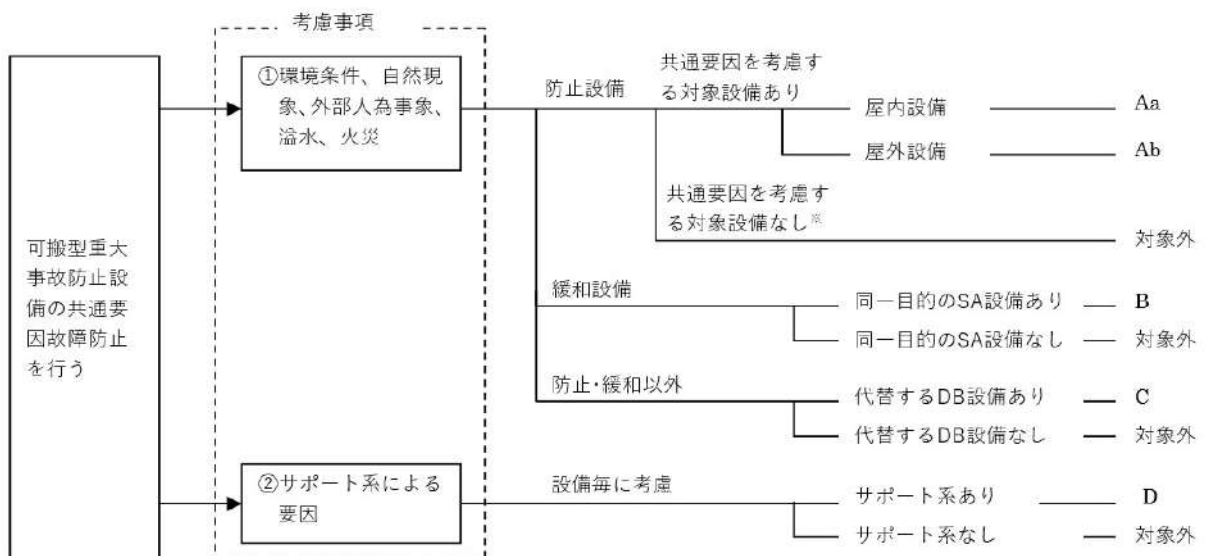 考慮事項
可搬型重大
事故防止設
備の共通要
因故障防止
を行う
①環境条件、自然現
象、外部人為事象、
溢水、火災
防止設備
共通要因を考慮す
る対象設備あり
屋内設備
Aa
屋外設備
Ab
共通要因を考慮す
る対象設備なし※
対象外
緩和設備
同一目的のSA設備あり
B
同一目的のSA設備なし
対象外
防止・緩和以外
代替するDB設備あり
C
代替するDB設備なし
対象外
②サポート系による
要因
設備毎に考慮
サポート系あり
D
サポート系なし
対象外